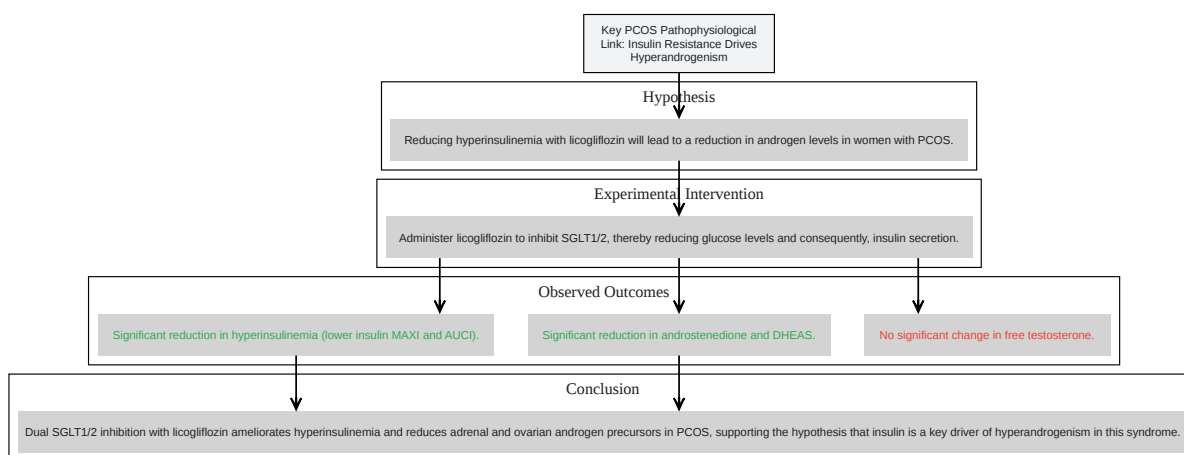 Key PCOS Pathophysiological
Link: Insulin Resistance Drives
Hyperandrogenism
Hypothesis
Reducing hyperinsulinemia with licogliflozin will lead to a reduction in androgen levels in women with PCOS.
Experimental Intervention
Administer licogliflozin to inhibit SGLT1/2, thereby reducing glucose levels and consequently, insulin secretion.
Observed Outcomes
Significant reduction in hyperinsulinemia (lower insulin MAXI and AUCI).
Significant reduction in androstenedione and DHEAS.
No significant change in free testosterone.
Conclusion
Dual SGLT1/2 inhibition with licogliflozin ameliorates hyperinsulinemia and reduces adrenal and ovarian androgen precursors in PCOS, supporting the hypothesis that insulin is a key driver of hyperandrogenism in this syndrome.